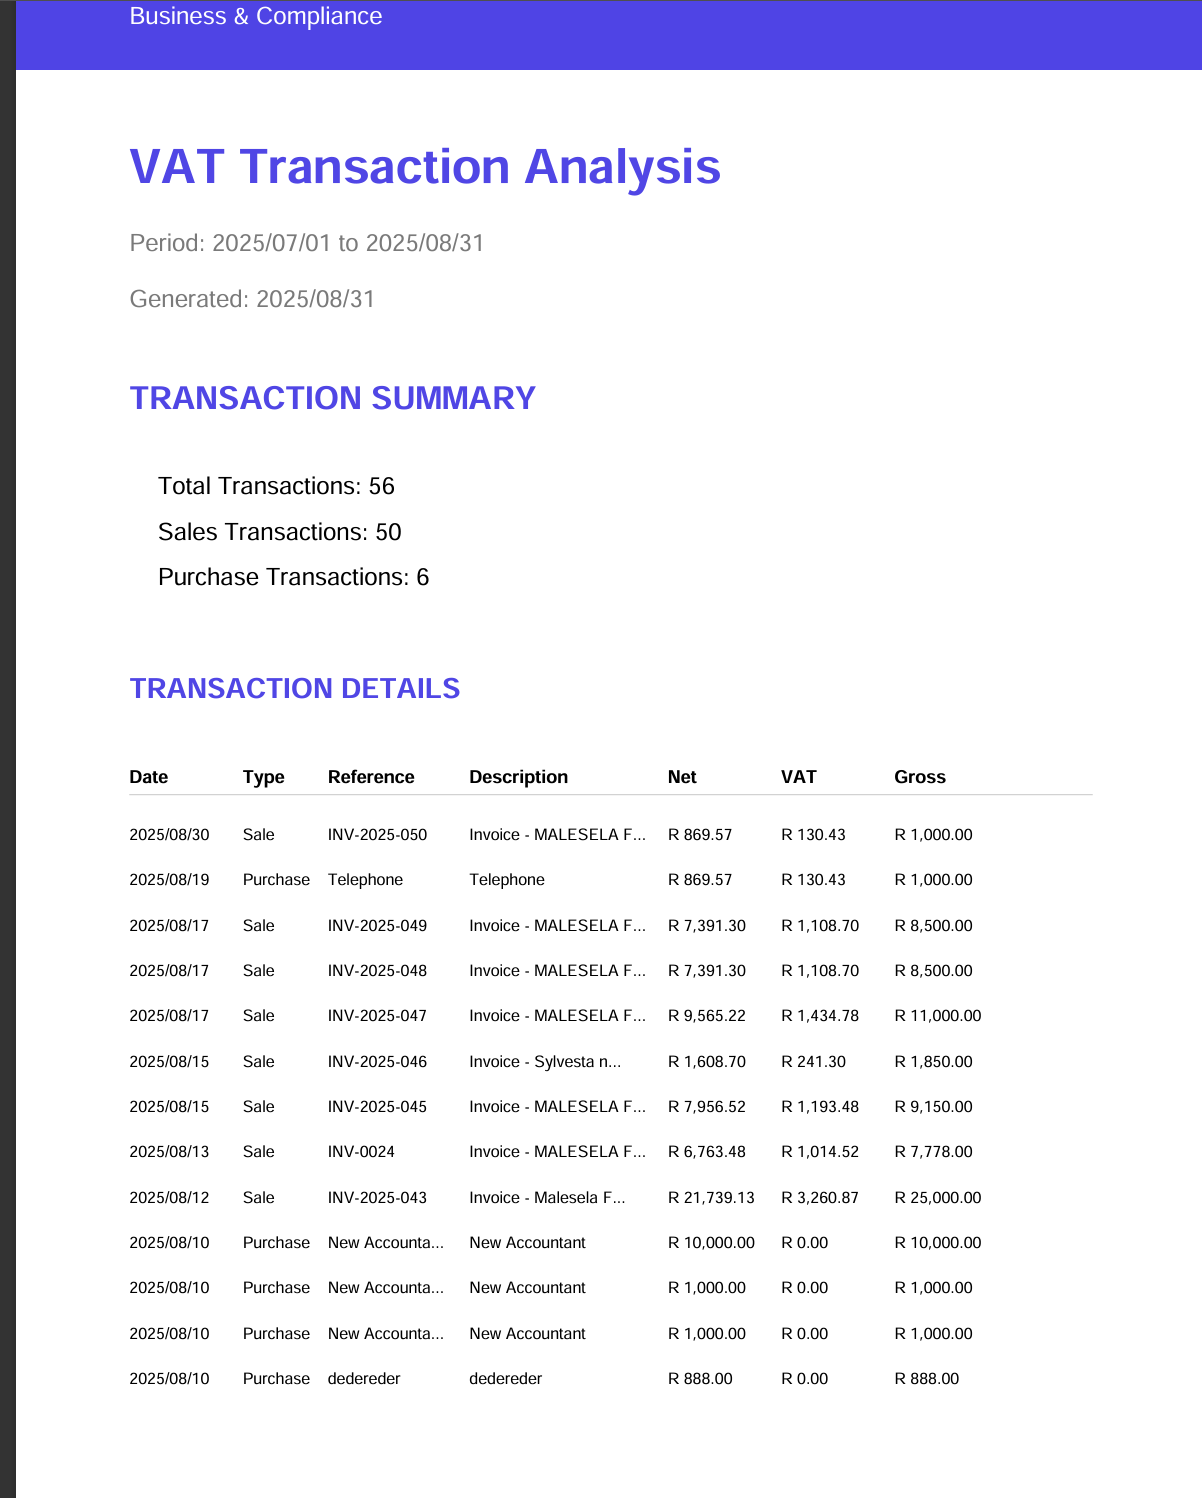 Business & Compliance
VAT Transaction Analysis
Period: 2025/07/01 to 2025/08/31
Generated: 2025/08/31
TRANSACTION SUMMARY
Total Transactions: 56
Sales Transactions: 50
Purchase Transactions: 6
TRANSACTION DETAILS
Date Type Reference Description Net VAT Gross
2025/08/30 Sale INV-2025-050 Invoice - MALESELA F... R 869.57 R 130.43 R 1,000.00
2025/08/19 Purchase Telephone Telephone R 869.57 R 130.43 R 1,000.00
2025/08/17 Sale INV-2025-049 Invoice - MALESELA F... R 7,391.30 R 1,108.70 R 8,500.00
2025/08/17 Sale INV-2025-048 Invoice - MALESELA F... R 7,391.30 R 1,108.70 R 8,500.00
2025/08/17 Sale INV-2025-047 Invoice - MALESELA F... R 9,565.22 R 1,434.78 R 11,000.00
2025/08/15 Sale INV-2025-046 Invoice - Sylvesta n... R 1,608.70 R 241.30 R 1,850.00
2025/08/15 Sale INV-2025-045 Invoice - MALESELA F... R 7,956.52 R 1,193.48 R 9,150.00
2025/08/13 Sale INV-0024 Invoice - MALESELA F... R 6,763.48 R 1,014.52 R 7,778.00
2025/08/12 Sale INV-2025-043 Invoice - Malesela F... R 21,739.13 R 3,260.87 R 25,000.00
2025/08/10 Purchase New Accounta... New Accountant R 10,000.00 R 0.00 R 10,000.00
2025/08/10 Purchase New Accounta... New Accountant R 1,000.00 R 0.00 R 1,000.00
2025/08/10 Purchase New Accounta... New Accountant R 1,000.00 R 0.00 R 1,000.00
2025/08/10 Purchase dedereder dedereder R 888.00 R 0.00 R 888.00